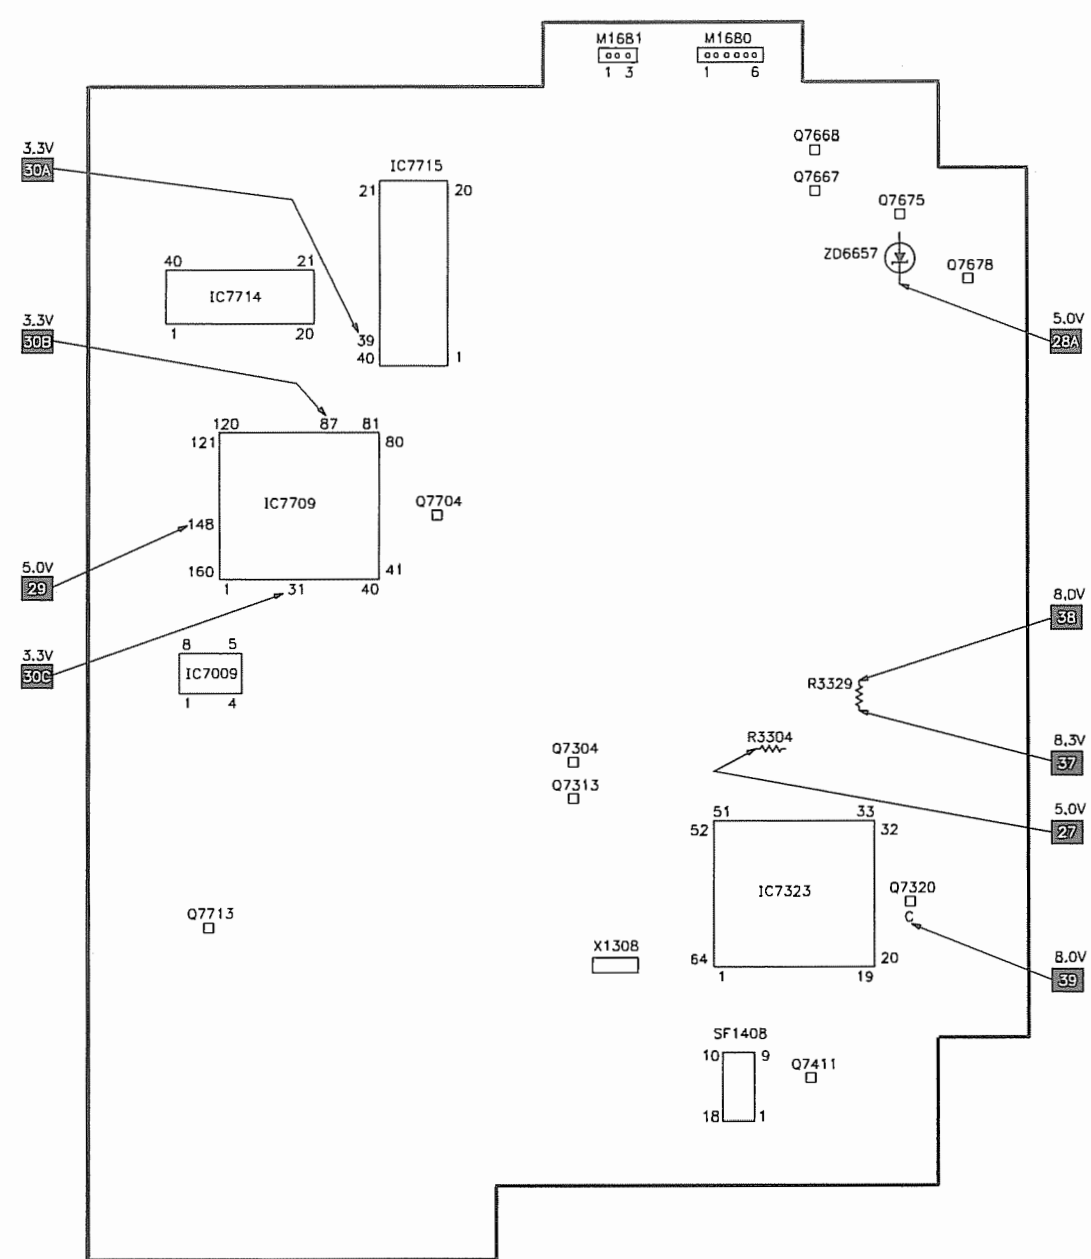 M1681 M1680
1 3 1 6
Q7668
3.3V
30A
IC7715
Q7667
21 20
Q7675
ZD6657
Q7678
40 21
IC7714
1 20
39
40 1
3.3V
30B
5.0V
28A
120 87 81
121 80
IC7709
Q7704
148
160 41
1 31 40
5.0V
29
8.0V
38
8 5
IC7009
1 4
3.3V
30C
R3329
R3304
8.3V
37
Q7304
Q7313
5.0V
27
51 33
52 32
IC7323
Q7320
C
Q7713
X1308
64 20
1 19
8.0V
39
SF1408
10 9
Q7411
18 1